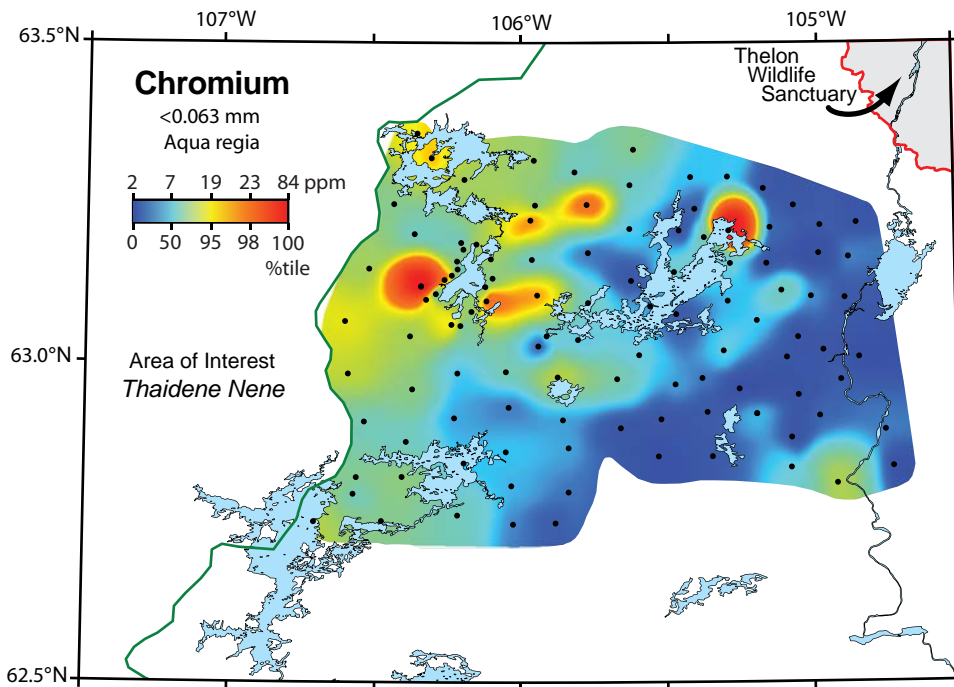 107°W 106°W 105°W
63.5°N
Chromium
<0.063 mm
Aqua regia
2 7 19 23 84 ppm
0 50 95 98 100
%tile
Thelon
Wildlife
Sanctuary
63.0°N
Area of Interest
Thaidene Nene
62.5°N